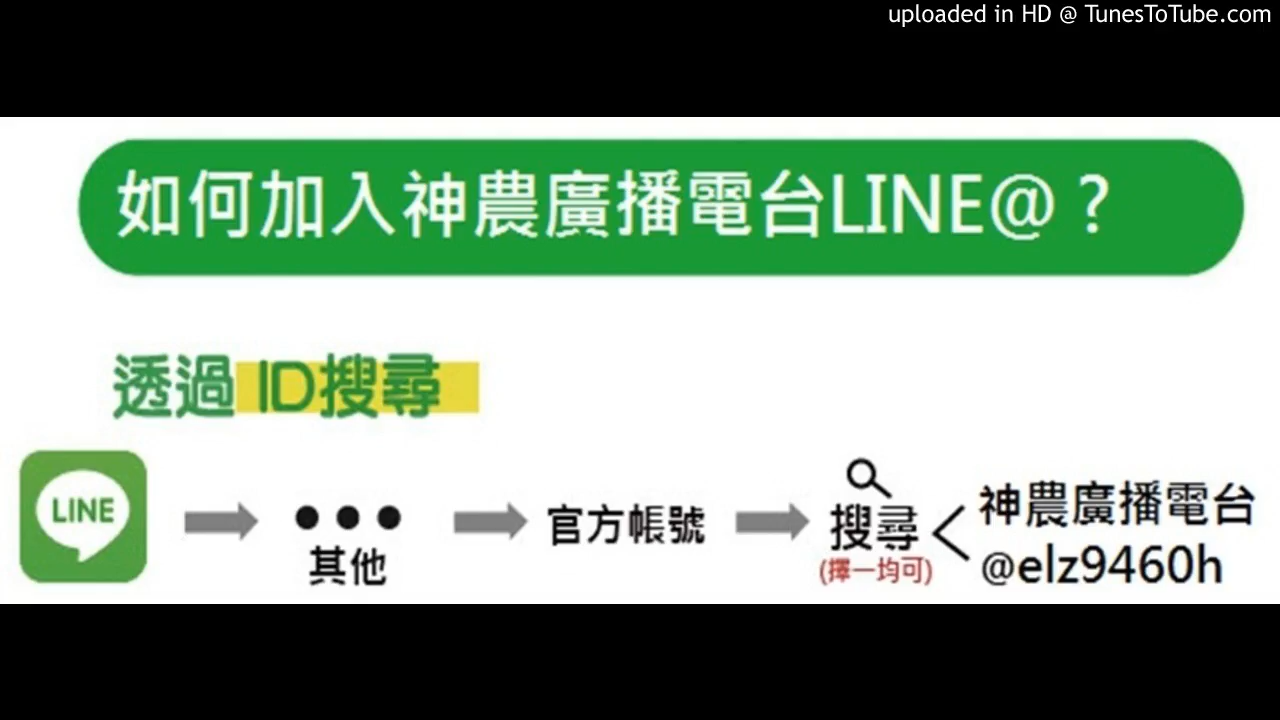 uploaded in HD @ TunesToTube.com
如何加入神農廣播電台LINE@？
透過 ID搜尋
LINE
其他
官方帳號
搜尋
(擇一均可)
神農廣播電台
@elz9460h